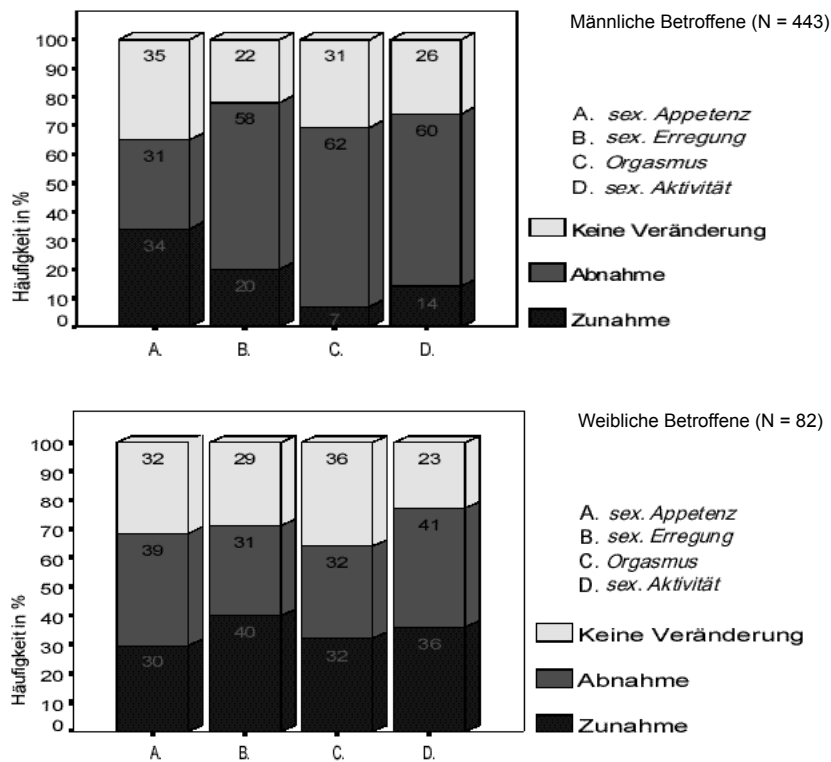 Männliche Betroffene (N = 443)
Häufigkeit in %
100
90
80
70
60
50
40
30
20
10
0
35 22 31 26
31 58 62 60
34 20 7 14
A. B. C. D.
A. sex. Appetenz
B. sex. Erregung
C. Orgasmus
D. sex. Aktivität
Keine Veränderung
Abnahme
Zunahme
Weibliche Betroffene (N = 82)
Häufigkeit in %
100
90
80
70
60
50
40
30
20
10
0
32 29 36 23
39 31 32 41
30 40 32 36
A. B. C. D.
A. sex. Appetenz
B. sex. Erregung
C. Orgasmus
D. sex. Aktivität
Keine Veränderung
Abnahme
Zunahme